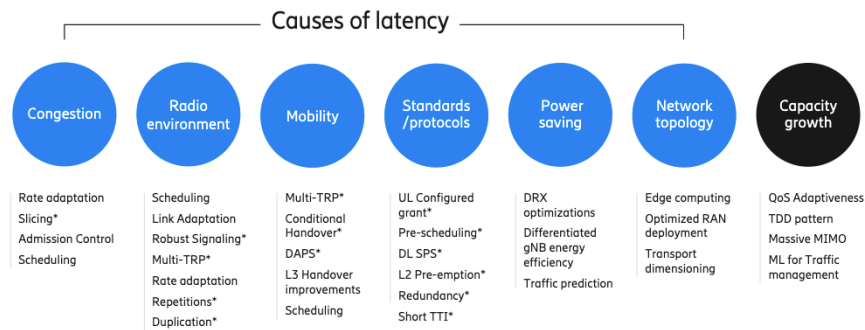 Causes of latency
Congestion
Radio
environment
Mobility
Standards
/protocols
Power
saving
Network
topology
Capacity
growth
Rate adaptation
Slicing*
Admission Control
Scheduling
Scheduling
Link Adaptation
Robust Signaling*
Multi-TRP*
Rate adaptation
Repetitions*
Duplication*
Multi-TRP*
Conditional
Handover*
DAPS*
L3 Handover
improvements
Scheduling
UL Configured
grant*
Pre-scheduling*
DL SPS*
L2 Pre-emption*
Redundancy*
Short TTI*
DRX
optimizations
Differentiated
gNB energy
efficiency
Traffic prediction
Edge computing
Optimized RAN
deployment
Transport
dimensioning
QoS Adaptiveness
TDD pattern
Massive MIMO
ML for Traffic
management